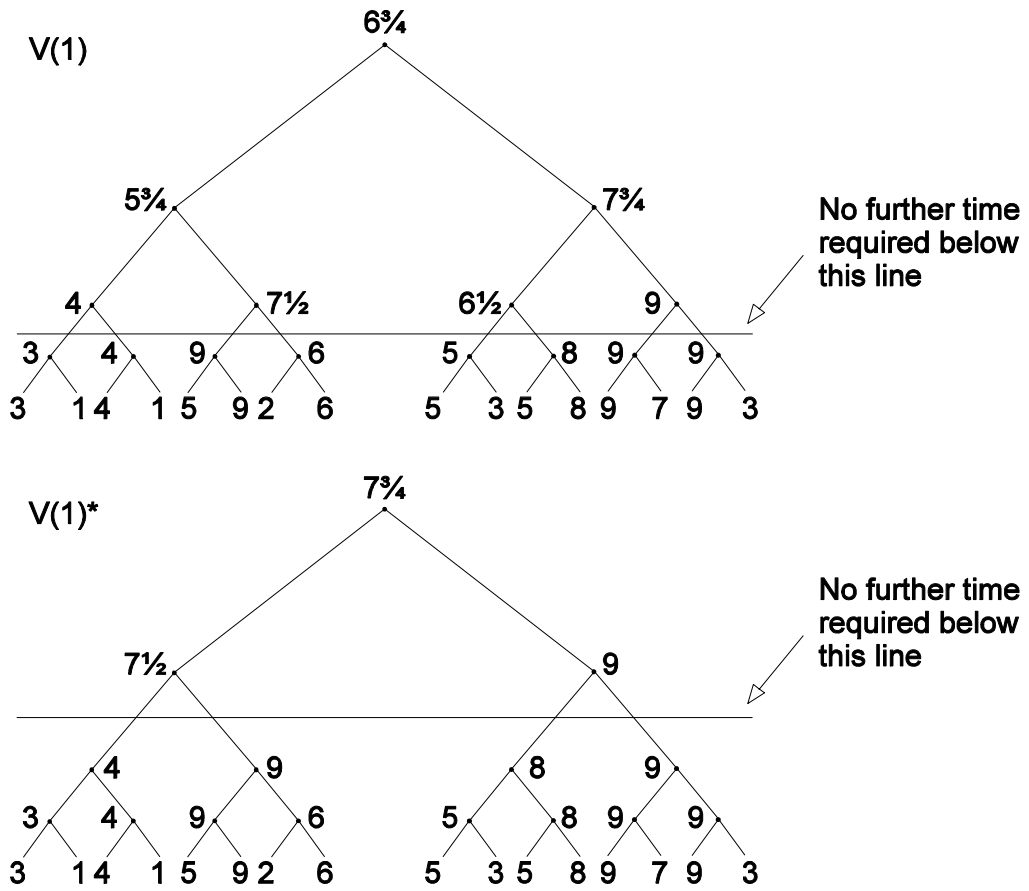 6¾
V(1)
5¾ 7¾
No further time
required below
this line
4 7½ 6½ 9
3 4 9 6 5 8 9 9
3 1 4 1 5 9 2 6 5 3 5 8 9 7 9 3
7¾
V(1)*
No further time
required below
this line
7½ 9
4 9 8 9
3 4 9 6 5 8 9 9
3 1 4 1 5 9 2 6 5 3 5 8 9 7 9 3